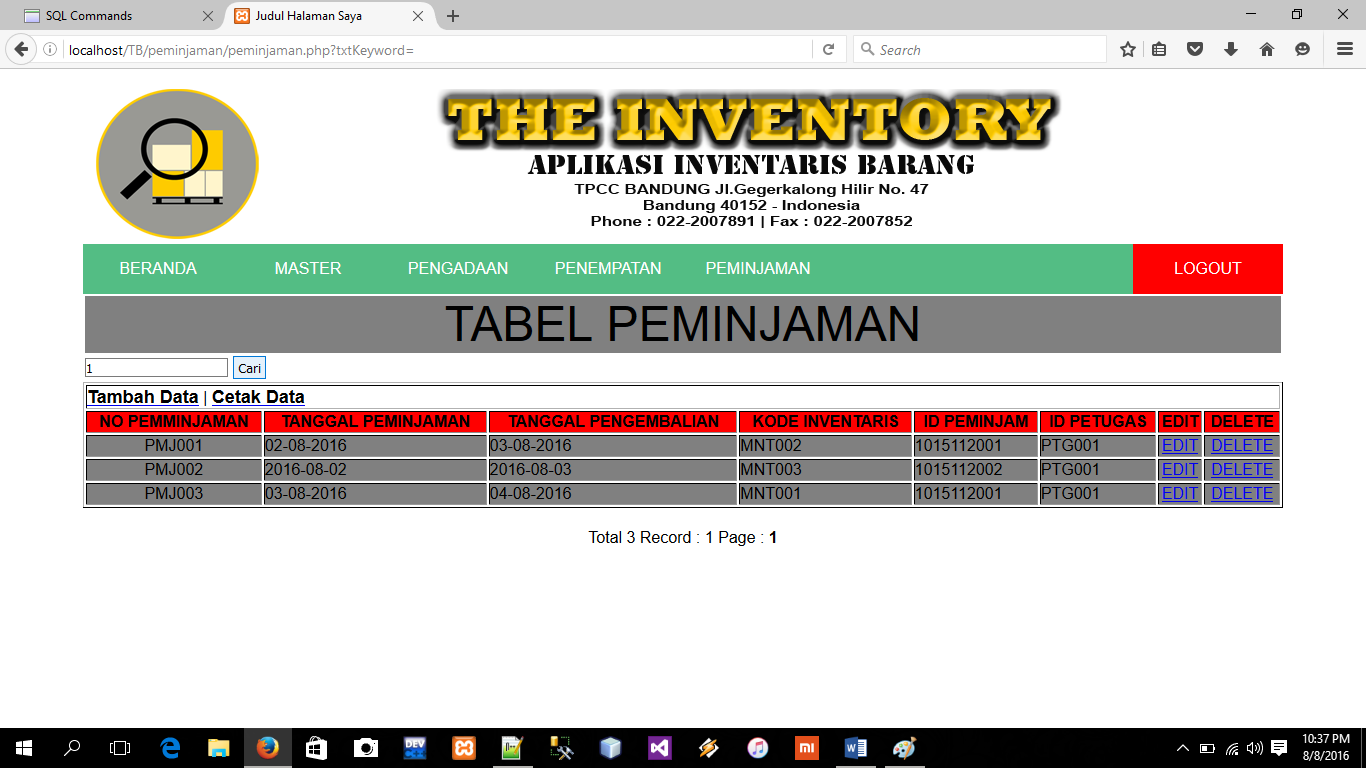 SQL Commands
Judul Halaman Saya
localhost/TB/peminjaman/peminjaman.php?txtKeyword=
Search
THE INVENTORY
APLIKASI INVENTARIS BARANG
TPCC BANDUNG Jl.Gegerkalong Hilir No. 47
Bandung 40152 - Indonesia
Phone : 022-2007891 | Fax : 022-2007852
BERANDA MASTER PENGADAAN PENEMPATAN PEMINJAMAN LOGOUT
TABEL PEMINJAMAN
1 Cari
Tambah Data | Cetak Data
NO PEMMINJAMAN TANGGAL PEMINJAMAN TANGGAL PENGEMBALIAN KODE INVENTARIS ID PEMINJAM ID PETUGAS EDIT DELETE
PMJ001 02-08-2016 03-08-2016 MNT002 1015112001 PTG001 EDIT DELETE
PMJ002 2016-08-02 2016-08-03 MNT003 1015112002 PTG001 EDIT DELETE
PMJ003 03-08-2016 04-08-2016 MNT001 1015112001 PTG001 EDIT DELETE
Total 3 Record : 1 Page : 1
DEV
mi
10:37 PM
8/8/2016